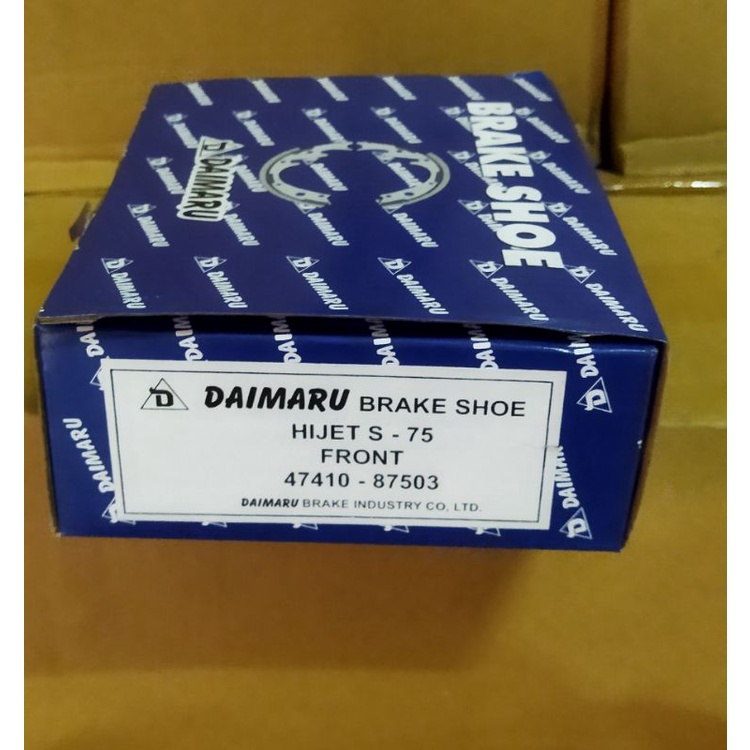 BRAKE SHOE
DAIMARU
DAIMARU BRAKE SHOE
HIJET S - 75
FRONT
47410 - 87503
DAIMARU BRAKE INDUSTRY CO, LTD.